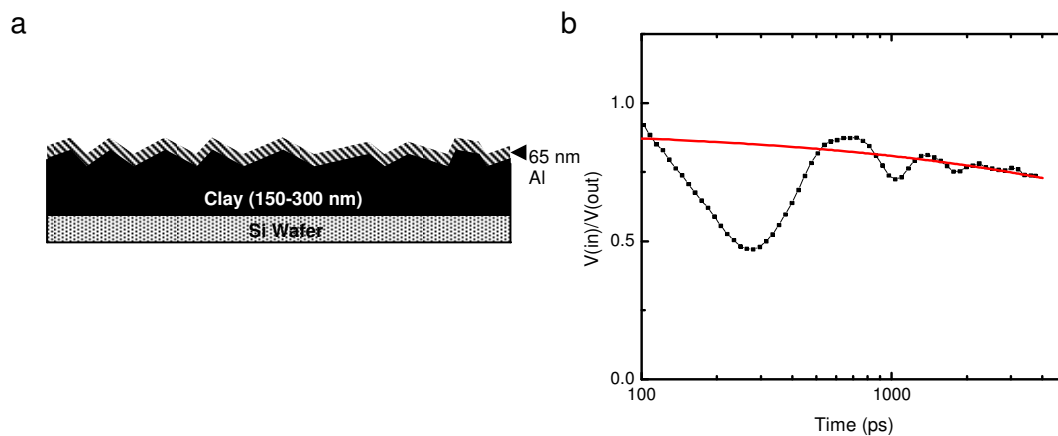 a
65 nm
Al
Clay (150-300 nm)
Si Wafer
b
1.0
0.5
0.0
V(in)/V(out)
100
1000
Time (ps)